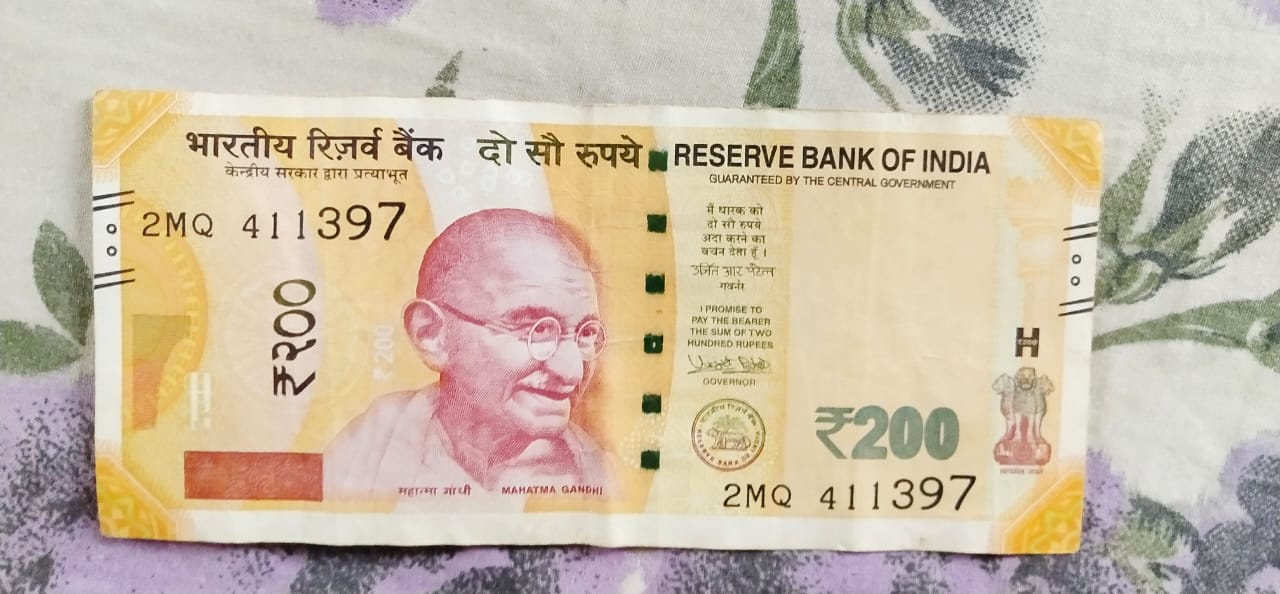 भारतीय रिज़र्व बैंक दो सौ रुपये RESERVE BANK OF INDIA
केन्द्रीय सरकार द्वारा प्रत्याभूत
GUARANTEED BY THE CENTRAL GOVERNMENT
2MQ 411397
₹२००
₹200
महात्मा गांधी MAHATMA GANDHI
मैं धारक को
दो सौ रुपये
अदा करने का
वचन देता हूँ ।
उर्जित आर पटेल
गवर्नर
I PROMISE TO
PAY THE BEARER
THE SUM OF TWO
HUNDRED RUPEES
GOVERNOR
भारतीय रिज़र्व बैंक
RESERVE BANK OF INDIA
₹200
2MQ 411397
H
₹200
सत्यमेव जयते